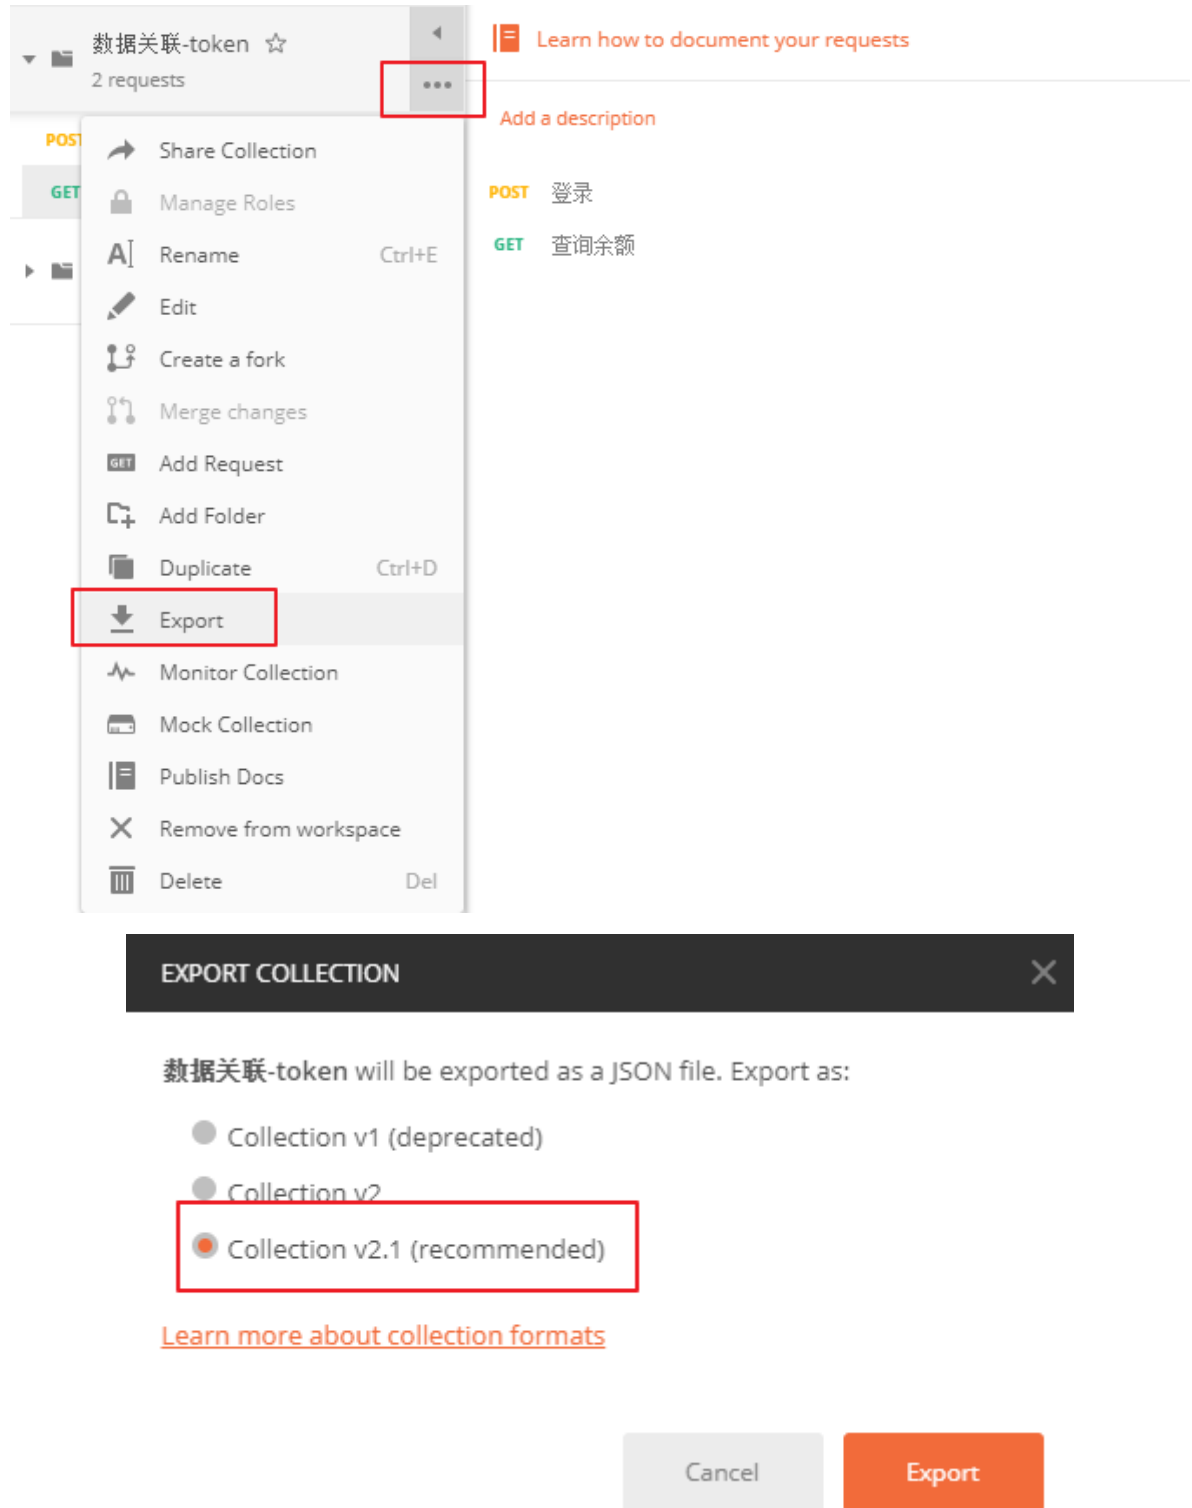 数据关联-token
2 requests
Learn how to document your requests
Add a description
POST
GET
POST 登录
GET 查询余额
Share Collection
Manage Roles
Rename Ctrl+E
Edit
Create a fork
Merge changes
GET Add Request
Add Folder
Duplicate Ctrl+D
Export
Monitor Collection
Mock Collection
Publish Docs
Remove from workspace
Delete Del
EXPORT COLLECTION
数据关联-token will be exported as a JSON file. Export as:
Collection v1 (deprecated)
Collection v2
Collection v2.1 (recommended)
Learn more about collection formats
Cancel Export